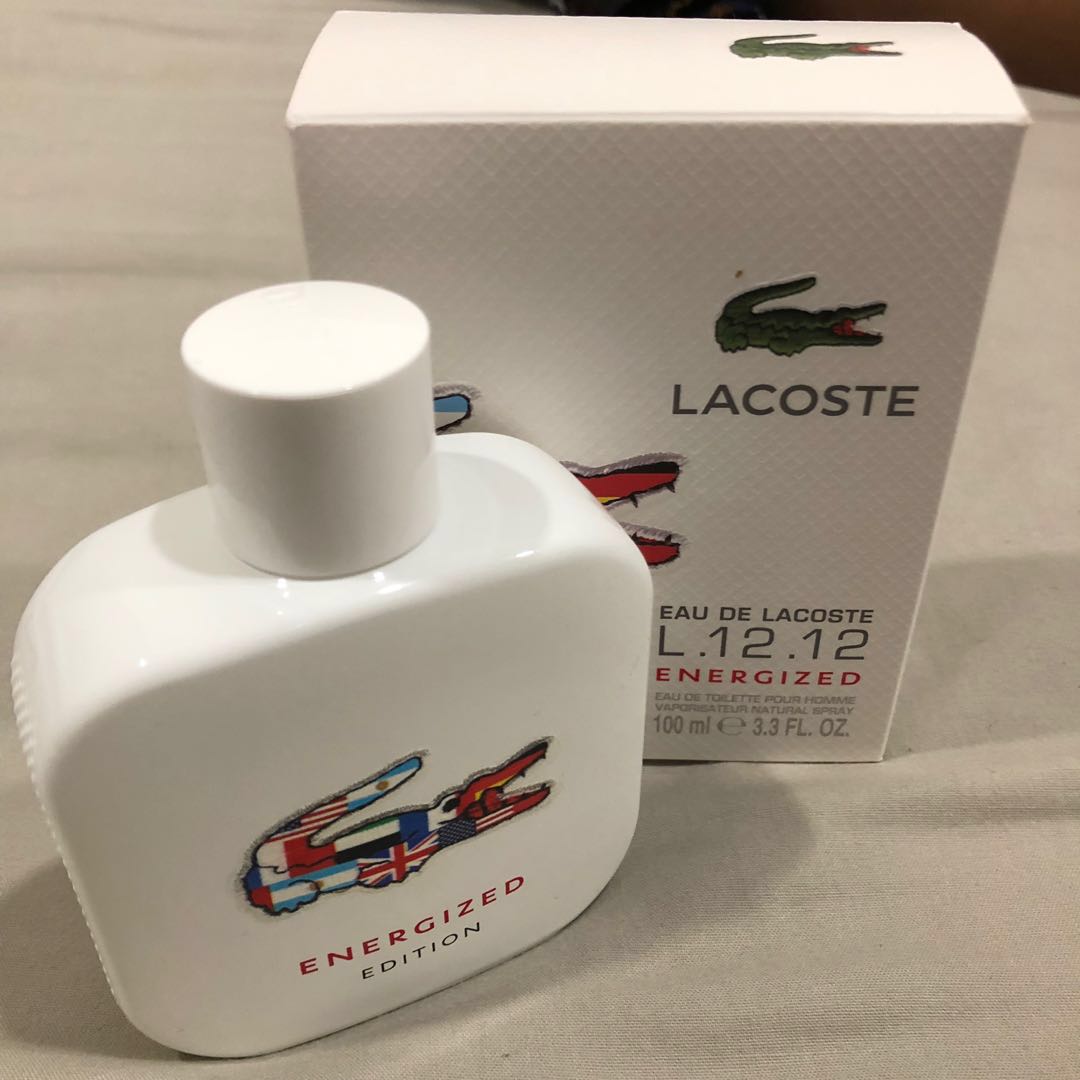 LACOSTE
EAU DE LACOSTE
L.12.12
ENERGIZED
EAU DE TOILETTE POUR HOMME
VAPORISATEUR NATURAL SPRAY
100 ml ℮ 3.3 FL. OZ.
ENERGIZED
EDITION